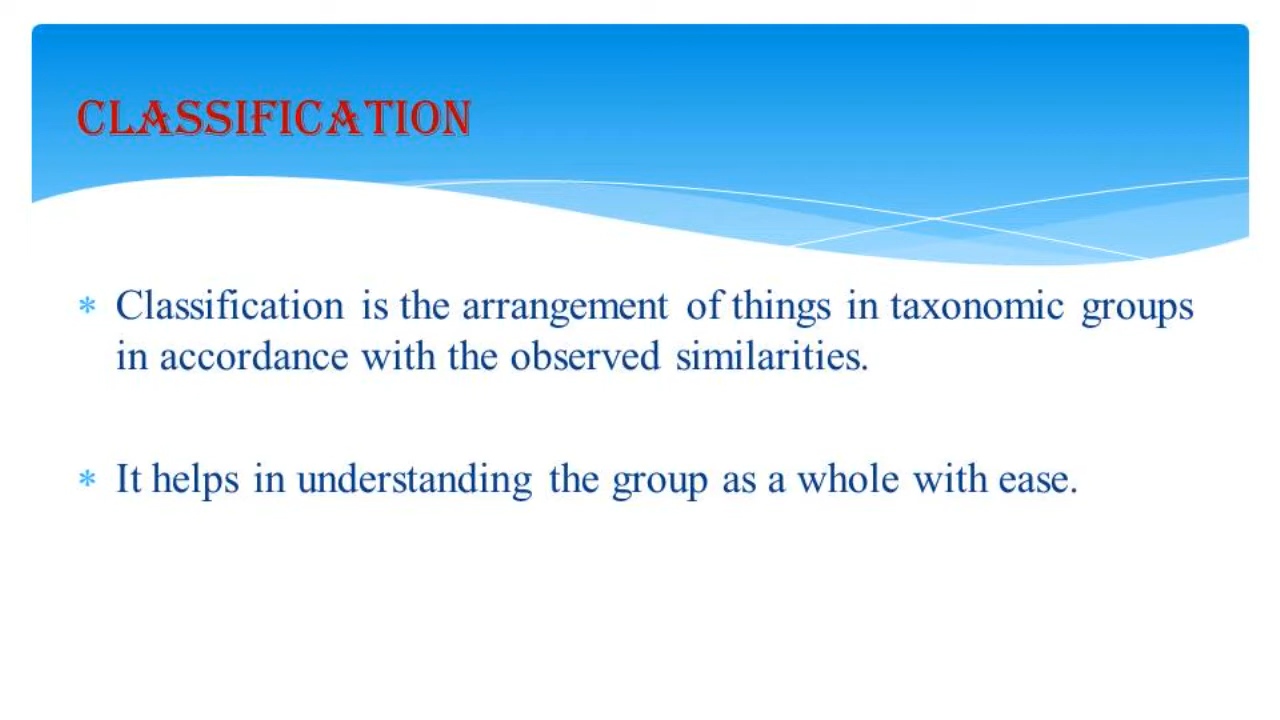 CLASSIFICATION
* Classification is the arrangement of things in taxonomic groups
in accordance with the observed similarities.
* It helps in understanding the group as a whole with ease.